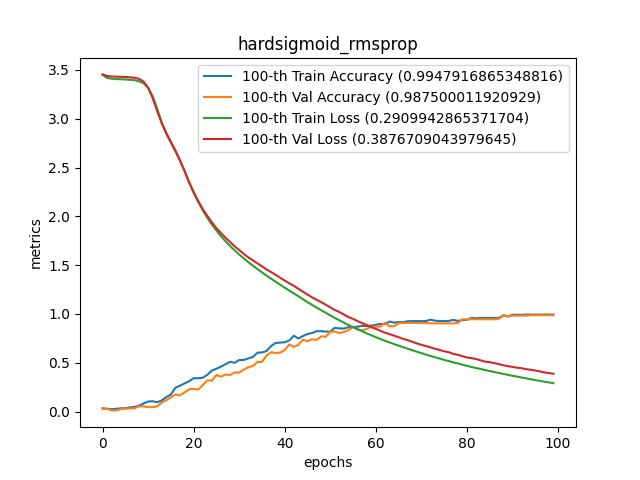 hardsigmoid_rmsprop
100-th Train Accuracy (0.9947916865348816)
100-th Val Accuracy (0.987500011920929)
100-th Train Loss (0.2909942865371704)
100-th Val Loss (0.3876709043979645)
metrics
3.5
3.0
2.5
2.0
1.5
1.0
0.5
0.0
0 20 40 60 80 100
epochs